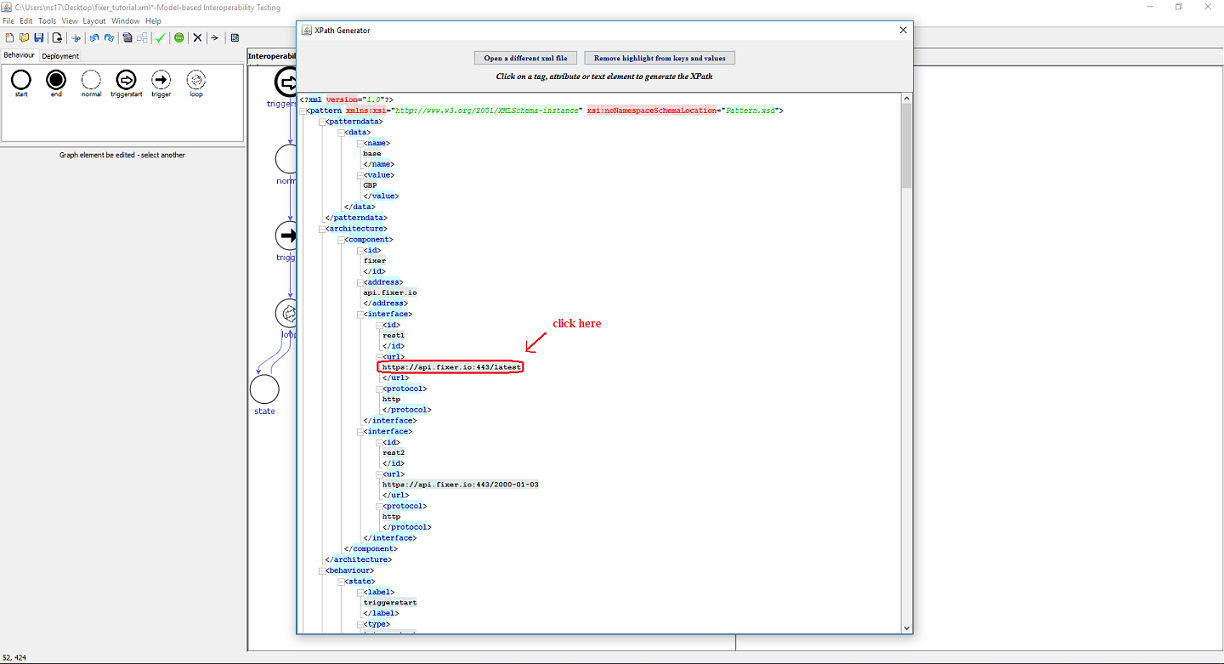 C:\Users\ns17\Desktop\fixer_tutorial.xml*-Model-based Interoperability Testing
File Edit Tools View Layout Window Help
Behaviour Deployment
start end normal triggerstart trigger loop
Graph element be edited - select another
Interoperabil
triggers
norm
trigg
loop
state
XPath Generator
Open a different xml file Remove highlight from keys and values
Click on a tag, attribute or text element to generate the XPath
<?xml version="1.0"?>
<pattern xmlns:xsi="http://www.w3.org/2001/XMLSchema-instance" xsi:noNamespaceSchemaLocation="Pattern.xsd">
<patterndata>
<data>
<name>
base
</name>
<value>
GBP
</value>
</data>
</patterndata>
<architecture>
<component>
<id>
fixer
</id>
<address>
api.fixer.io
</address>
<interface>
<id>
rest1
</id>
<url>
https://api.fixer.io:443/latest
</url>
<protocol>
http
</protocol>
</interface>
<interface>
<id>
rest2
</id>
<url>
https://api.fixer.io:443/2000-01-03
</url>
<protocol>
http
</protocol>
</interface>
</component>
</architecture>
<behaviour>
<state>
<label>
triggerstart
</label>
<type>
click here
52, 424